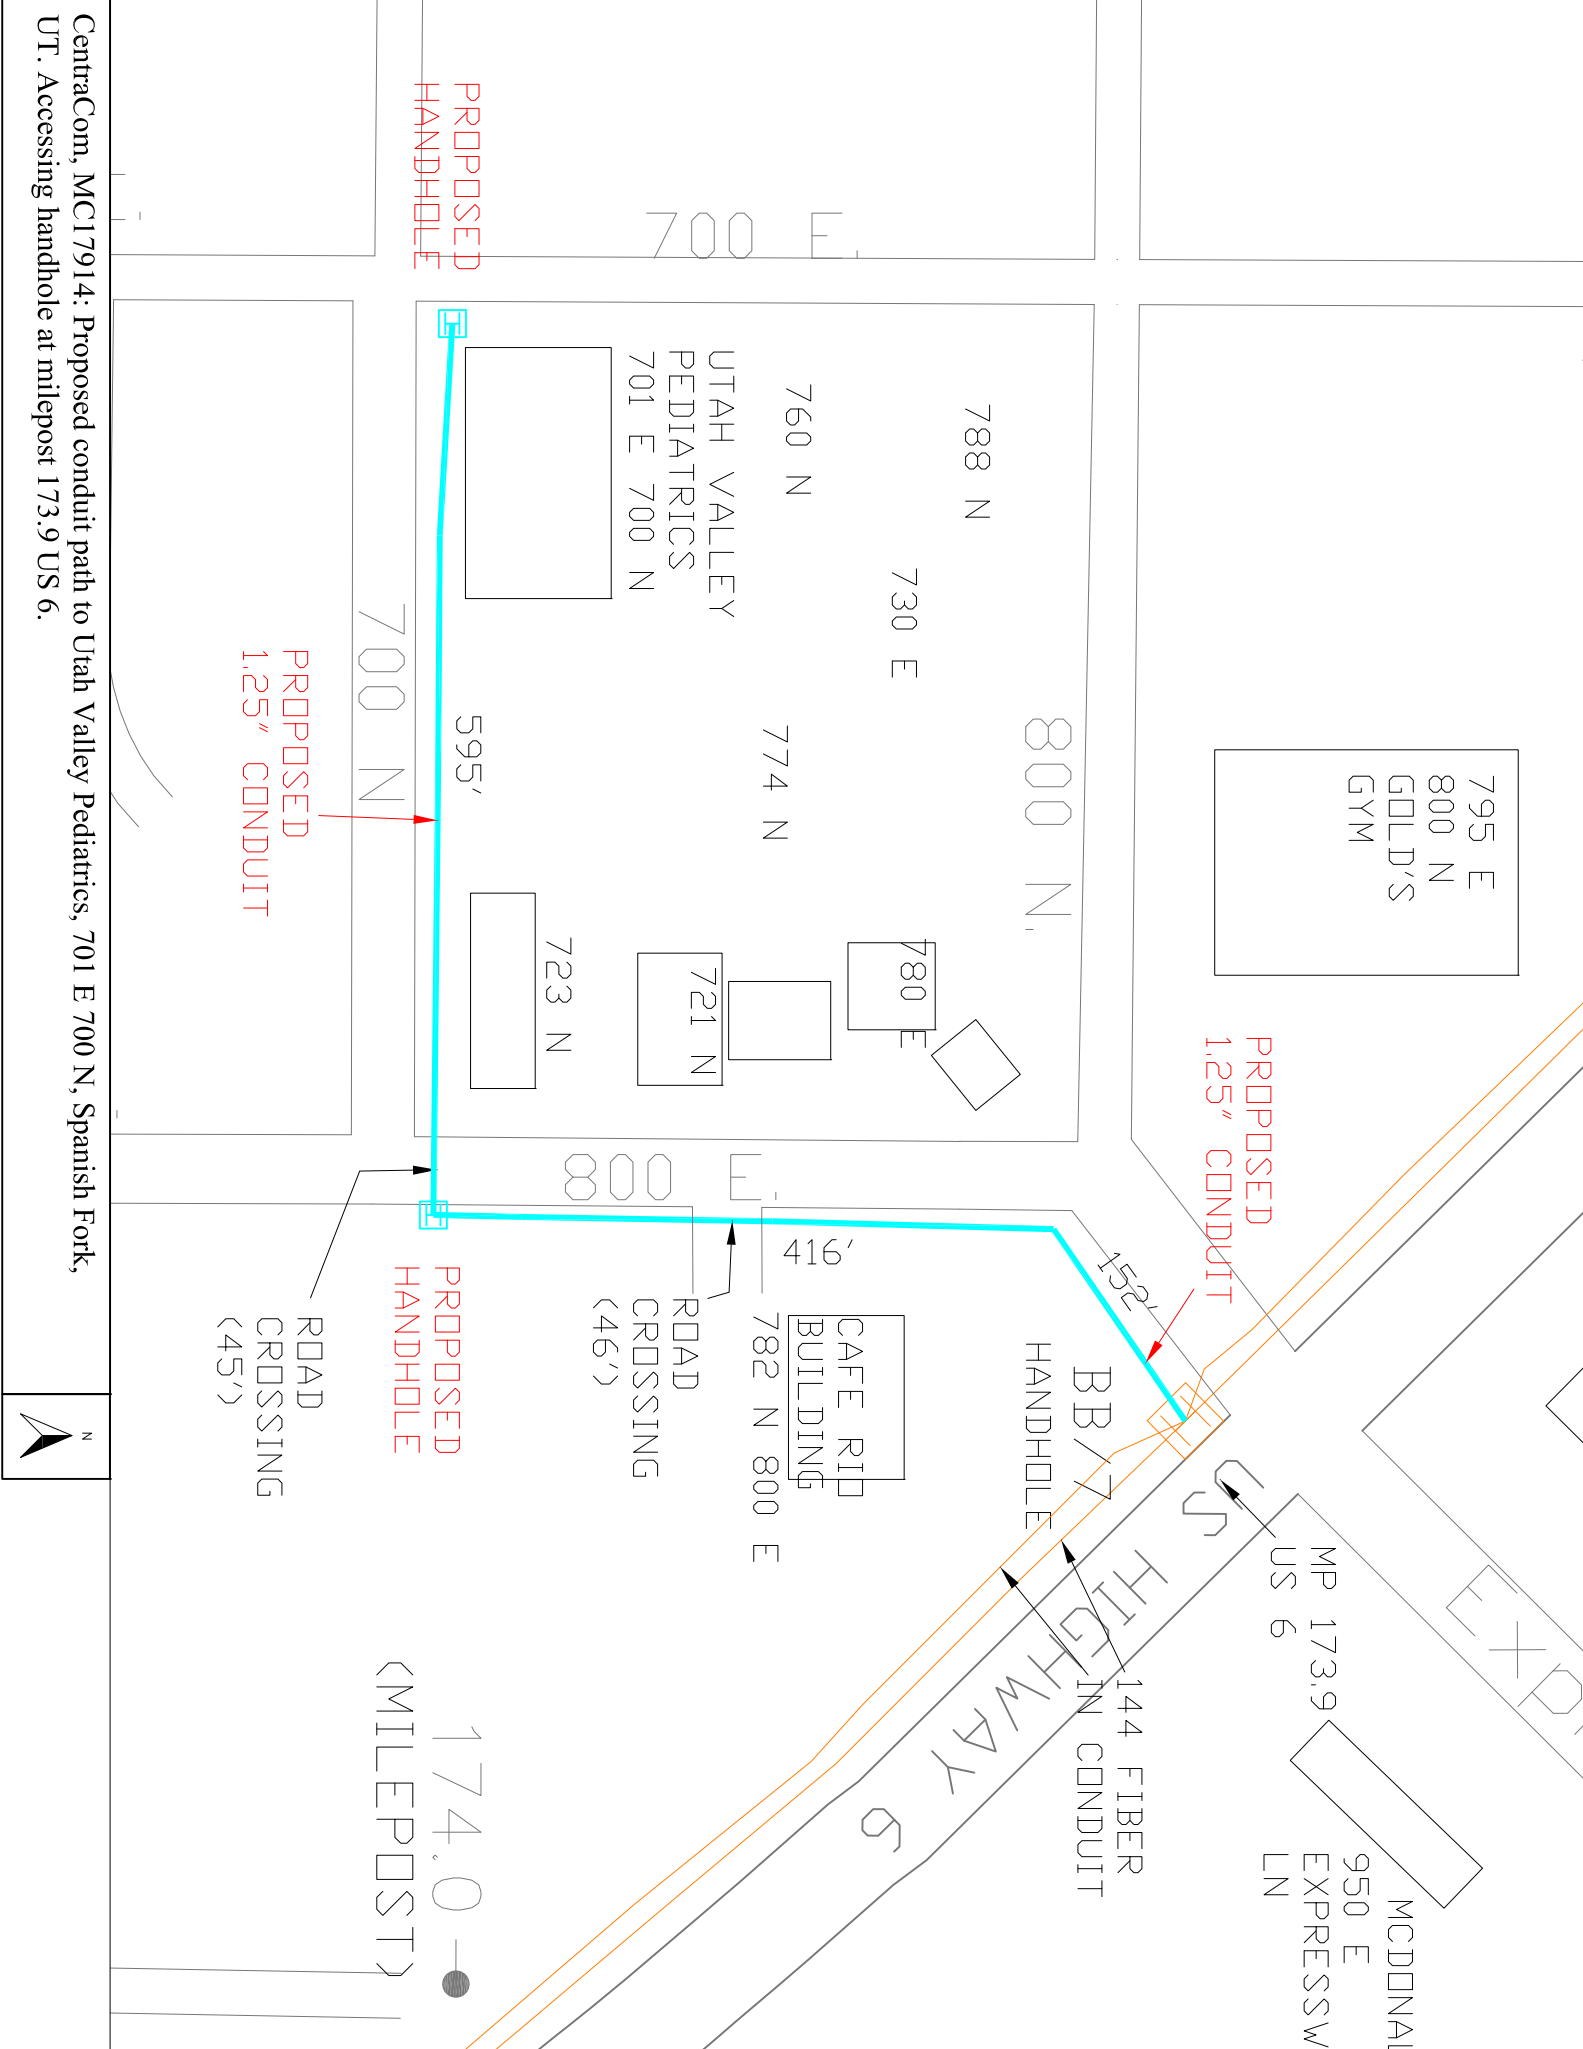 700 E.
800 N.
795 E
800 N
GOLD'S
GYM
788 N
760 N
730 E
774 N
780 E
721 N
723 N
UTAH VALLEY
PEDIATRICS
701 E 700 N
PROPOSED
HANDHOLE
595'
700 N
PROPOSED
1.25" CONDUIT
PROPOSED
1.25" CONDUIT
152'
800 E.
416'
BB/7
HANDHOLE
CAFE RIO
BUILDING
782 N 800 E
ROAD
CROSSING
(46')
PROPOSED
HANDHOLE
ROAD
CROSSING
(45')
US HIGHWAY 6
MP 173.9
US 6
144 FIBER
IN CONDUIT
EXP
MCDONAL
950 E
EXPRESSW
LN
174.0
(MILEPOST)
CentraCom, MC17914: Proposed conduit path to Utah Valley Pediatrics, 701 E 700 N, Spanish Fork,
UT. Accessing handhole at milepost 173.9 US 6.
N